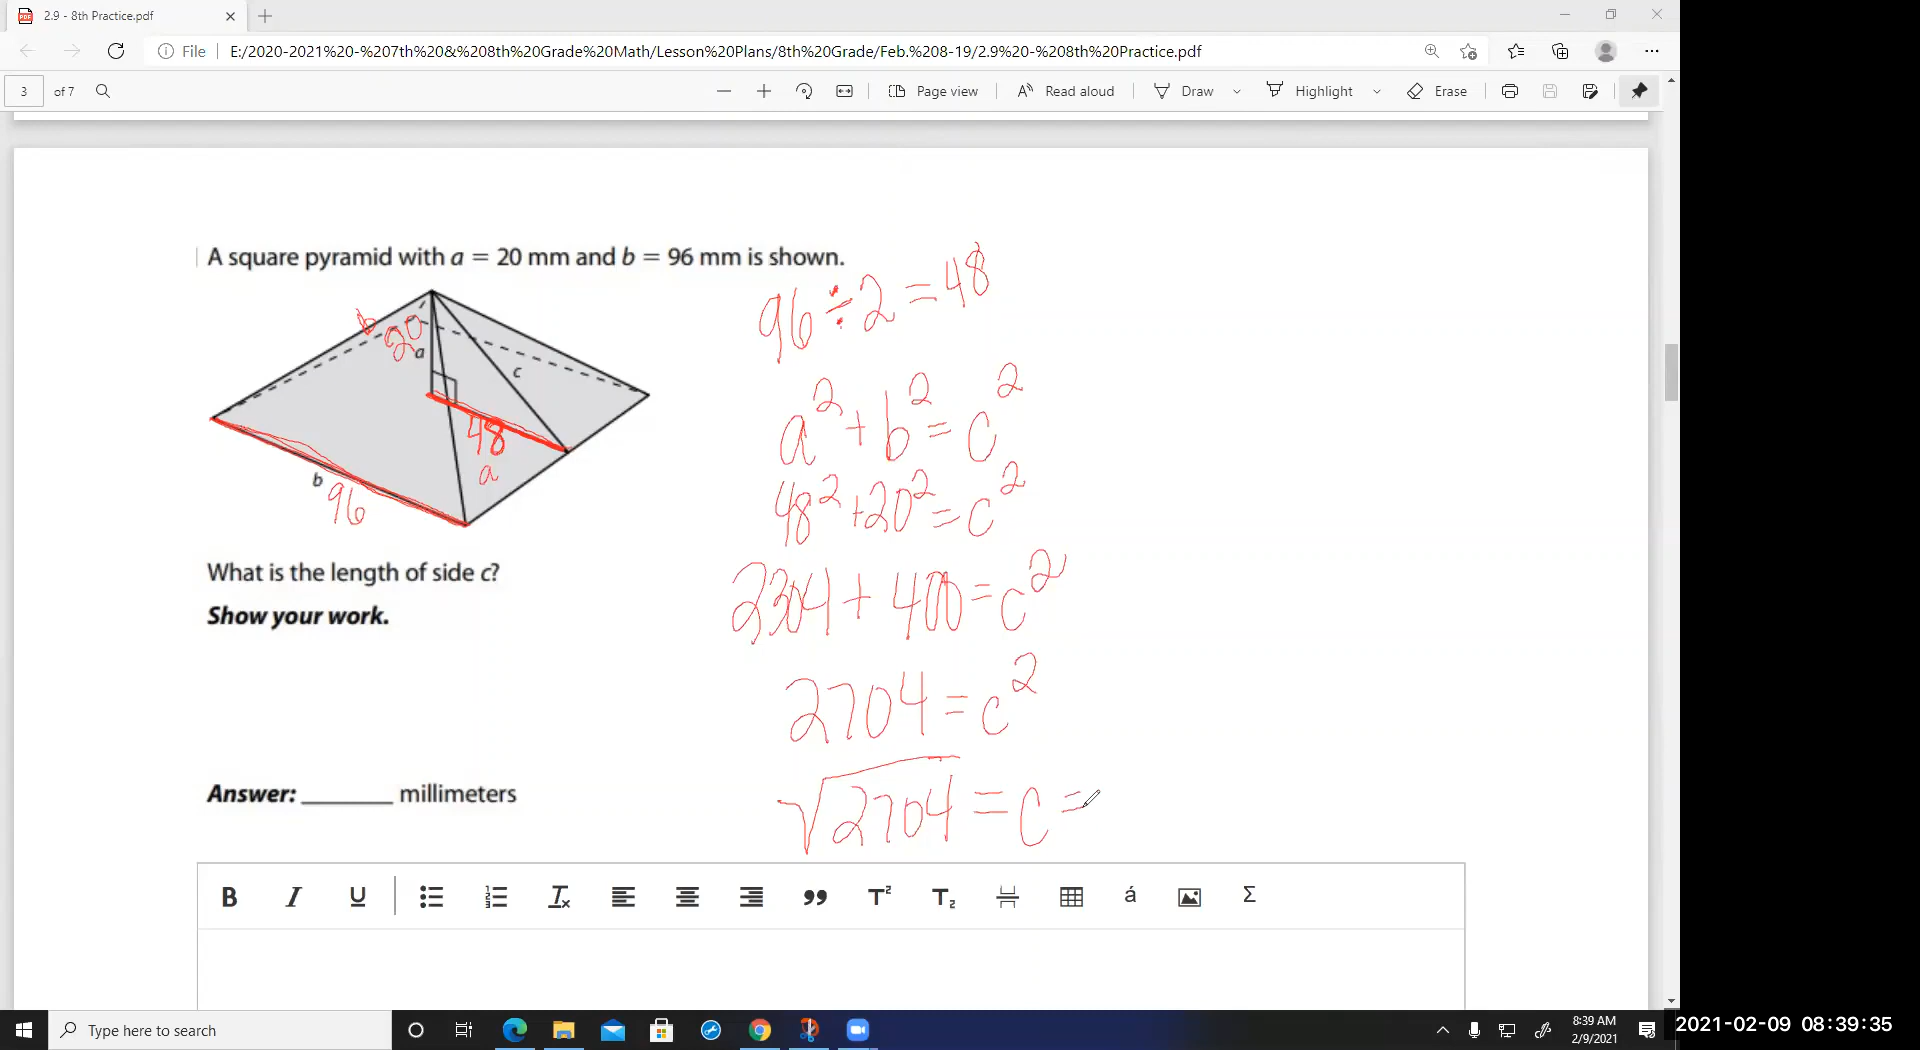 2.9 - 8th Practice.pdf
File
E:/2020-2021%20-%207th%20&%208th%20Grade%20Math/Lesson%20Plans/8th%20Grade/Feb.%208-19/2.9%20-%208th%20Practice.pdf
3 of 7
Page view
Read aloud
Draw
Highlight
Erase
A square pyramid with a = 20 mm and b = 96 mm is shown.
96 ÷ 2 = 48
b
20
a
c
48
a
b
96
a² + b² = c²
48² + 20² = c²
What is the length of side c?
2304 + 400 = c²
Show your work.
2704 = c²
Answer: _______ millimeters
√2704 = c =
B I U
T²
T₂
á
Σ
Type here to search
8:39 AM
2/9/2021
2021-02-09 08:39:35